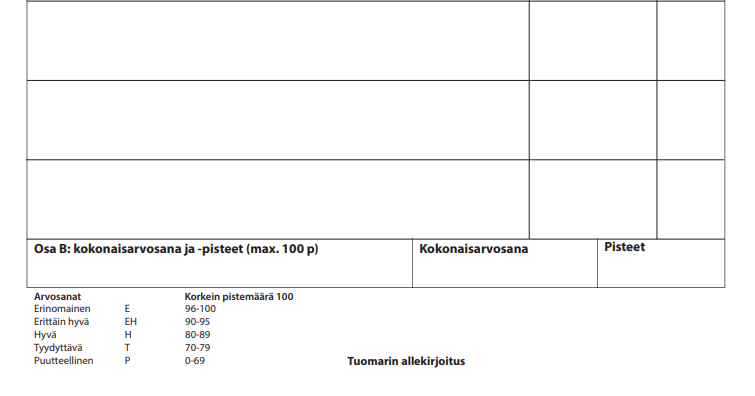 Osa B: kokonaisarvosana ja -pisteet (max. 100 p) Kokonaisarvosana Pisteet
Arvosanat Korkein pistemäärä 100
Erinomainen E 96-100
Erittäin hyvä EH 90-95
Hyvä H 80-89
Tyydyttävä T 70-79
Puutteellinen P 0-69 Tuomarin allekirjoitus